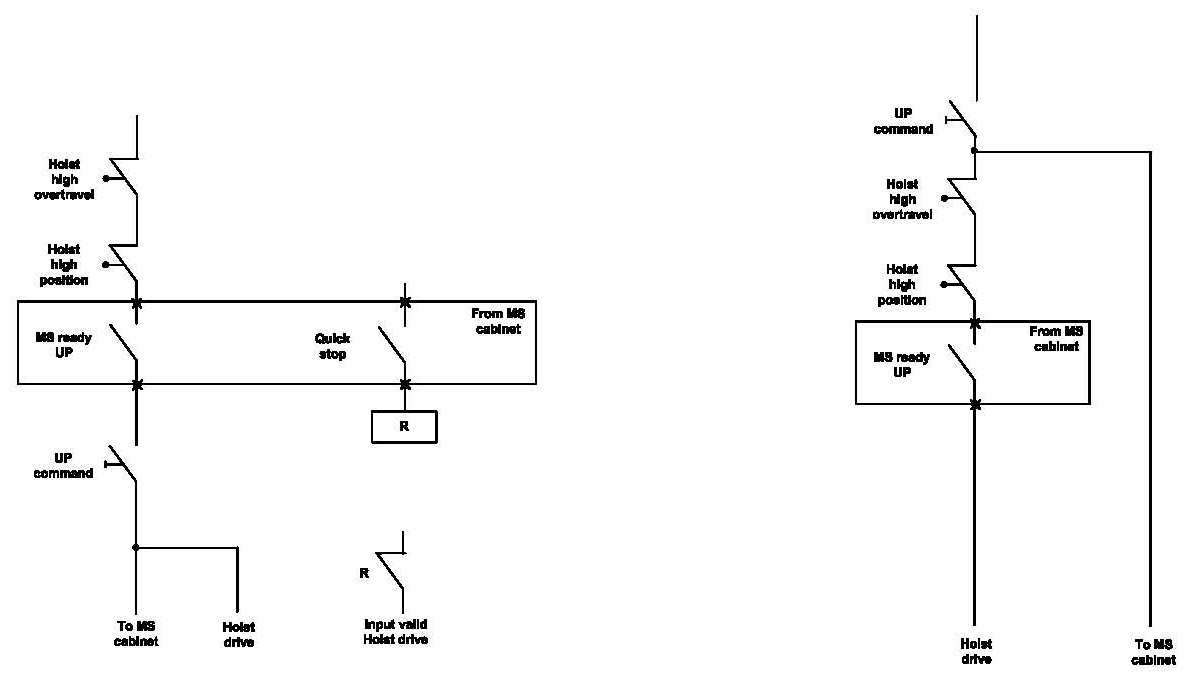 Hoist
high
overtravel
Hoist
high
position
MS ready
UP
Quick
stop
From MS
cabinet
R
UP
command
R
To MS
cabinet
Hoist
drive
Input valid
Hoist drive
UP
command
Hoist
high
overtravel
Hoist
high
position
From MS
cabinet
MS ready
UP
Hoist
drive
To MS
cabinet